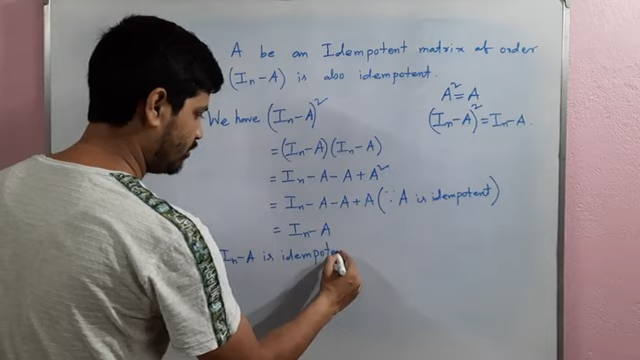 A be an Idempotent matrix of order
(Iₙ-A) is also idempotent.
A²=A
(Iₙ-A)²=Iₙ-A.
We have (Iₙ-A)²
=(Iₙ-A)(Iₙ-A)
= Iₙ-A-A+A²
= Iₙ-A-A+A (∵ A is idempotent)
= Iₙ-A
Iₙ-A is idempote